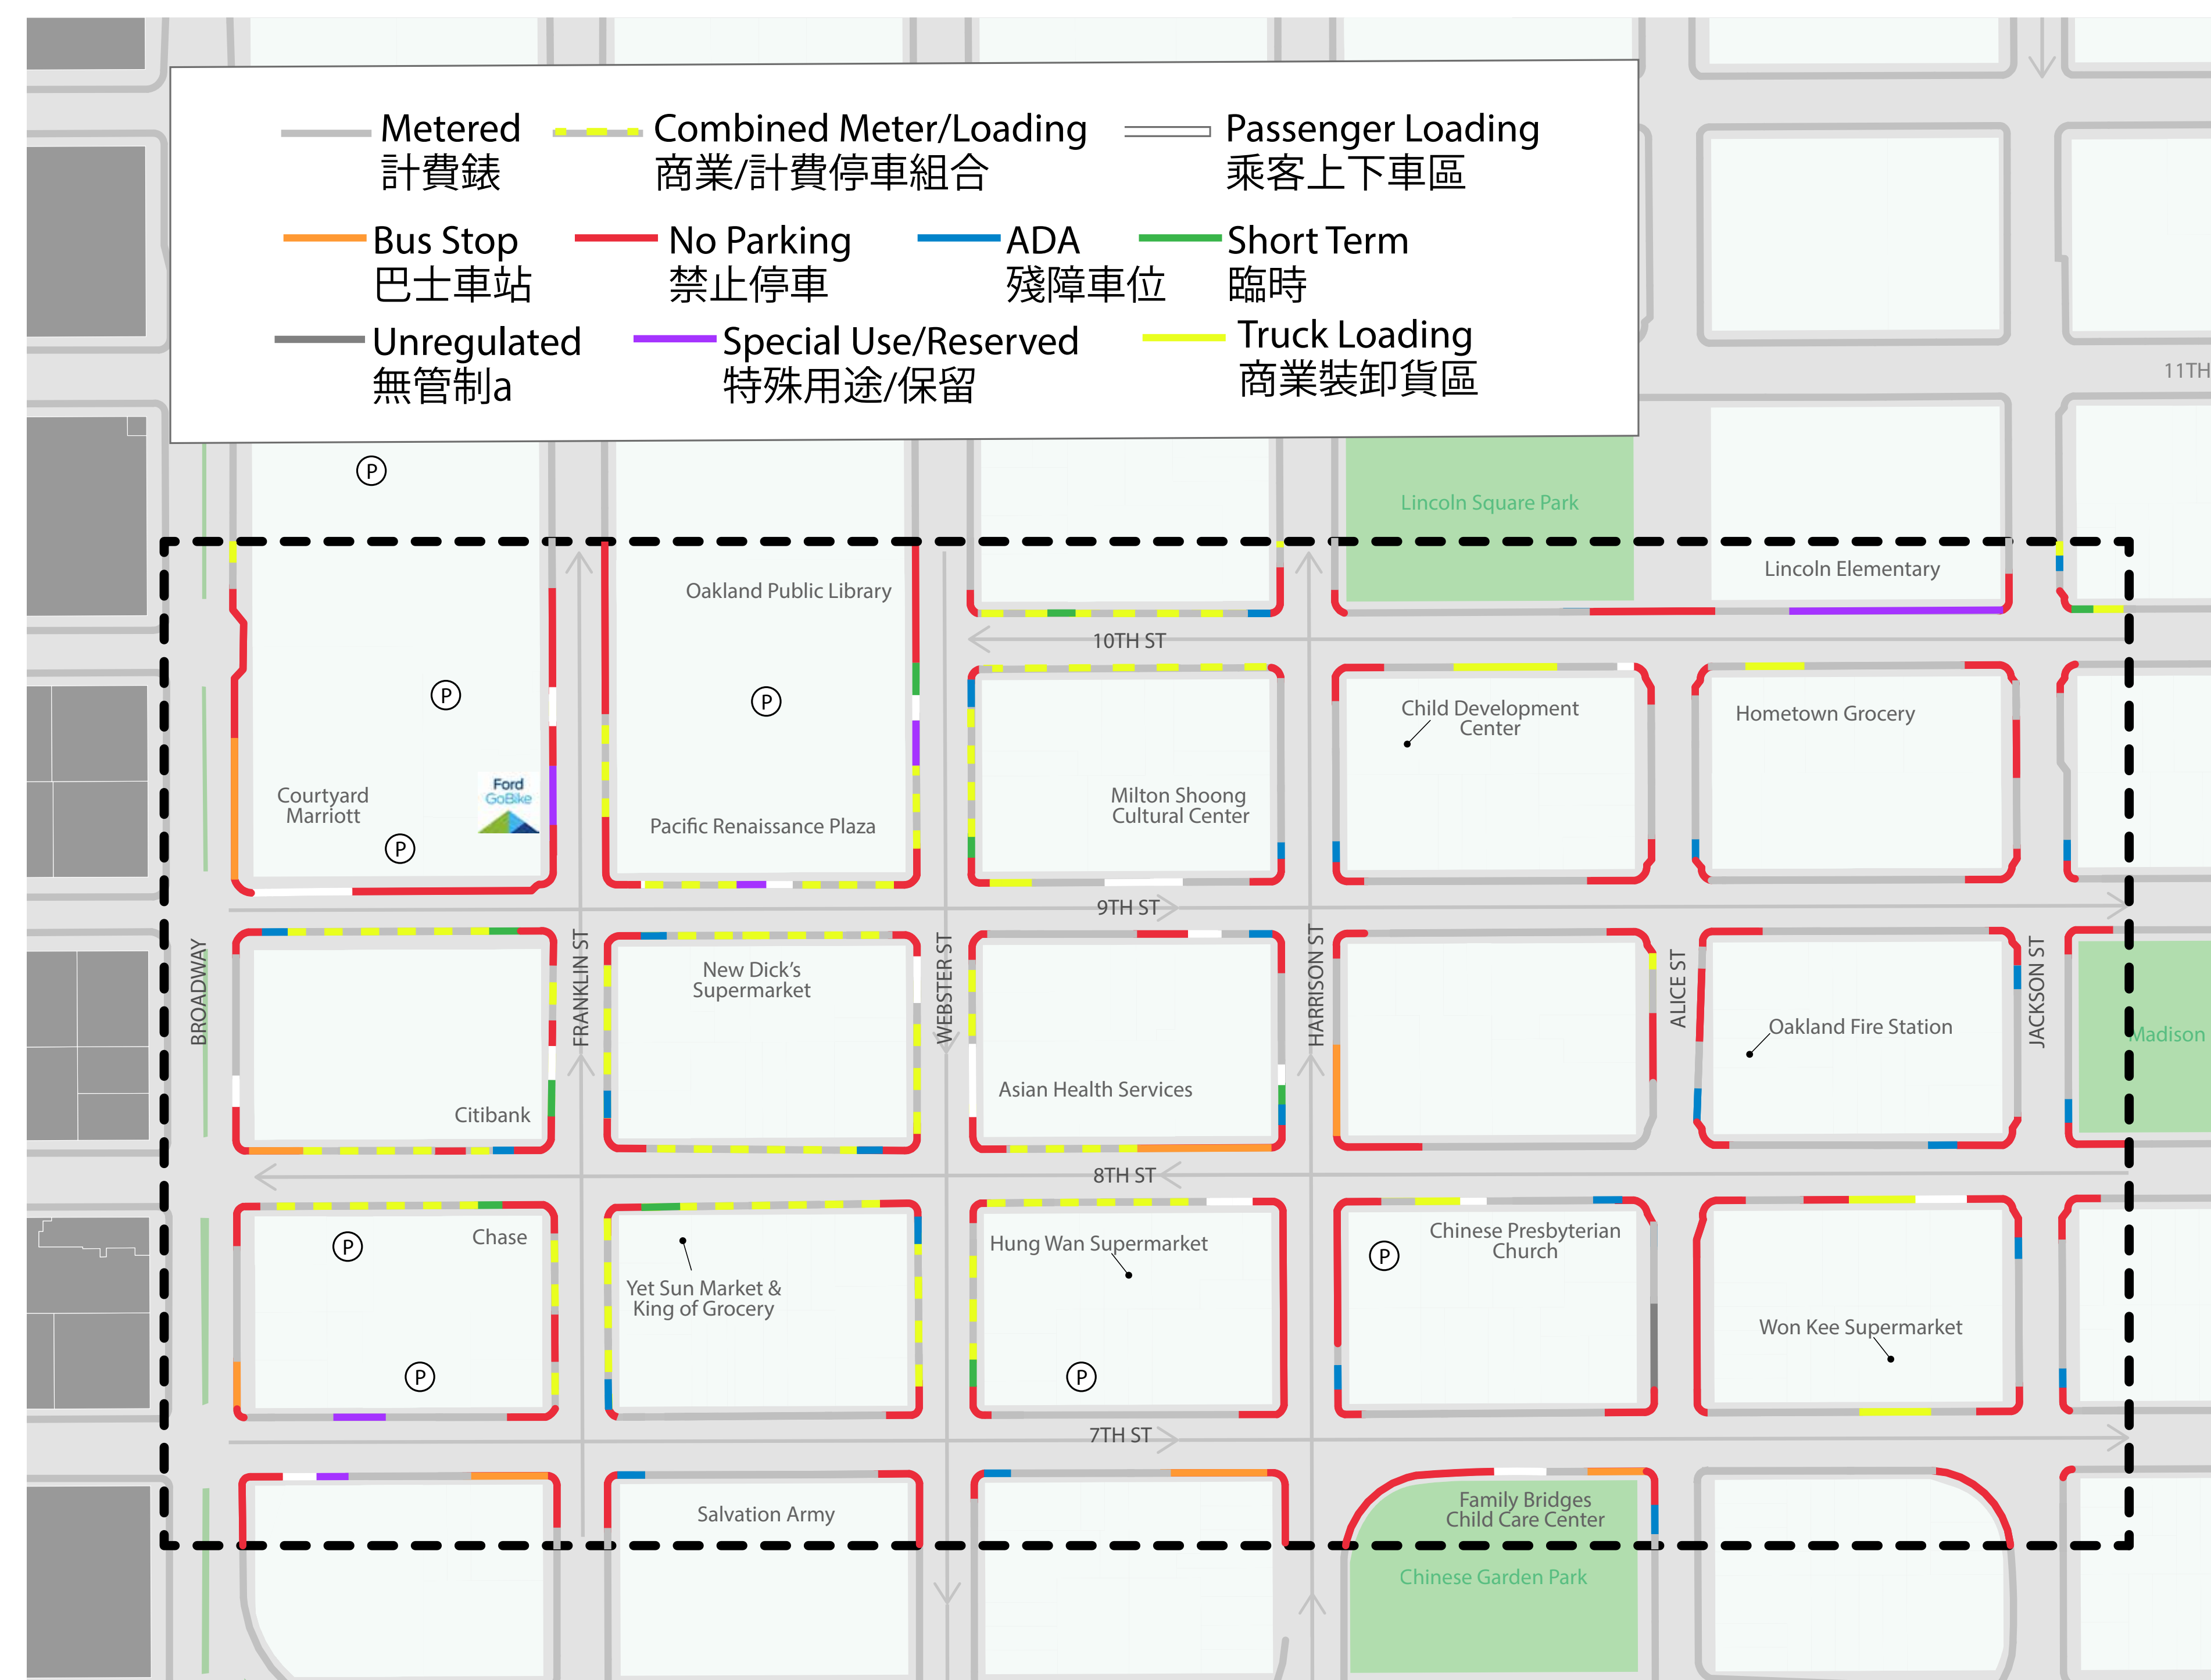 Metered
計費錶
Combined Meter/Loading
商業/計費停車組合
Passenger Loading
乘客上下車區
Bus Stop
巴士車站
No Parking
禁止停車
ADA
殘障車位
Short Term
臨時
Unregulated
無管制a
Special Use/Reserved
特殊用途/保留
Truck Loading
商業裝卸貨區
11TH
P
Lincoln Square Park
Lincoln Elementary
Oakland Public Library
10TH ST
P
P
Child Development
Center
Hometown Grocery
Ford
GoBike
Courtyard
Marriott
Milton Shoong
Cultural Center
Pacific Renaissance Plaza
P
9TH ST
BROADWAY
FRANKLIN ST
WEBSTER ST
HARRISON ST
ALICE ST
JACKSON ST
New Dick's
Supermarket
Oakland Fire Station
Madison
Asian Health Services
Citibank
8TH ST
Chase
P
Yet Sun Market &
King of Grocery
Hung Wan Supermarket
P
Chinese Presbyterian
Church
Won Kee Supermarket
P
P
7TH ST
Salvation Army
Family Bridges
Child Care Center
Chinese Garden Park